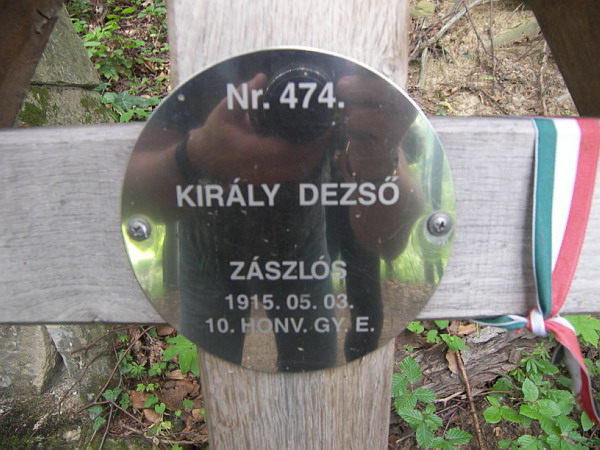 Nr. 474.
KIRÁLY DEZSŐ
ZÁSZLÓS
1915. 05. 03.
10. HONV. GY. E.